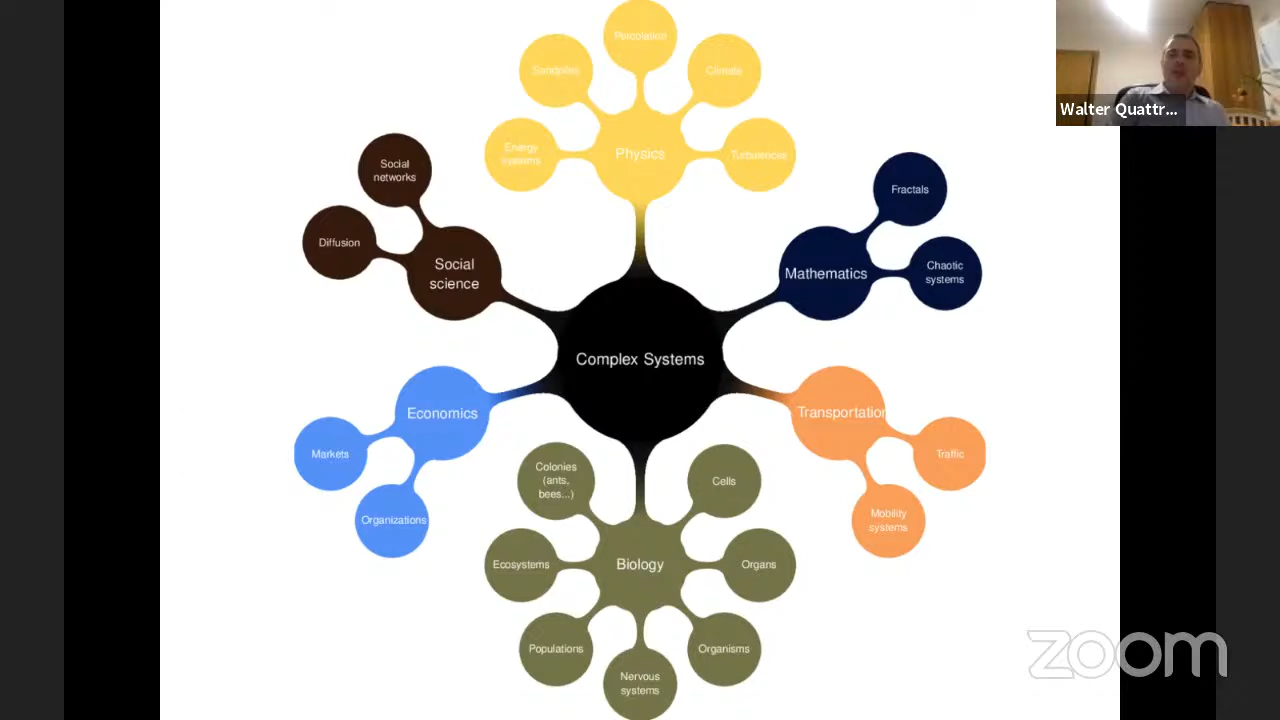 Percolation
Sandpiles
Climate
Energy
systems
Physics
Turbulences
Walter Quattr...
Social
networks
Fractals
Diffusion
Social
science
Mathematics
Chaotic
systems
Complex Systems
Economics
Transportation
Markets
Organizations
Traffic
Mobility
systems
Colonies
(ants,
bees...)
Cells
Ecosystems
Biology
Organs
Populations
Organisms
Nervous
systems
zoom